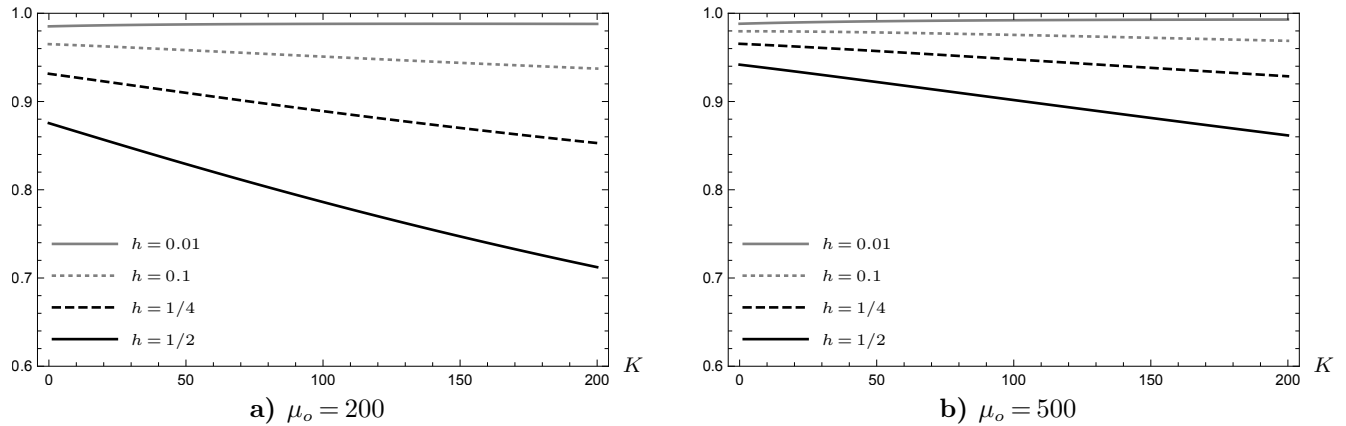 1.0
0.9
0.8
0.7
0.6
h = 0.01
h = 0.1
h = 1/4
h = 1/2
0 50 100 150 200 K
a) μₒ = 200
1.0
0.9
0.8
0.7
0.6
h = 0.01
h = 0.1
h = 1/4
h = 1/2
0 50 100 150 200 K
b) μₒ = 500